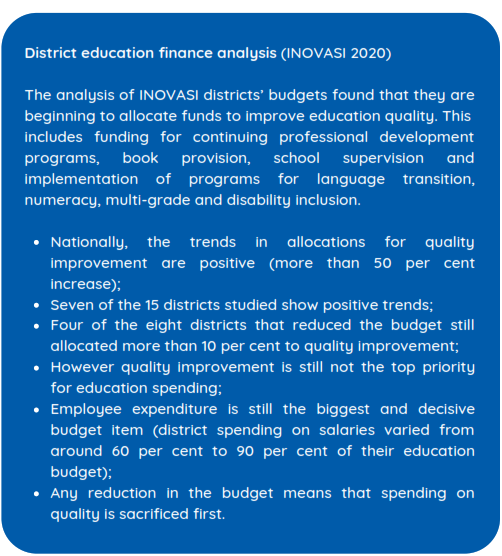 District education finance analysis (INOVASI 2020)
The analysis of INOVASI districts' budgets found that they are
beginning to allocate funds to improve education quality. This
includes funding for continuing professional development
programs, book provision, school supervision and
implementation of programs for language transition,
numeracy, multi-grade and disability inclusion.
• Nationally, the trends in allocations for quality
improvement are positive (more than 50 per cent
increase);
• Seven of the 15 districts studied show positive trends;
• Four of the eight districts that reduced the budget still
allocated more than 10 per cent to quality improvement;
• However quality improvement is still not the top priority
for education spending;
• Employee expenditure is still the biggest and decisive
budget item (district spending on salaries varied from
around 60 per cent to 90 per cent of their education
budget);
• Any reduction in the budget means that spending on
quality is sacrificed first.